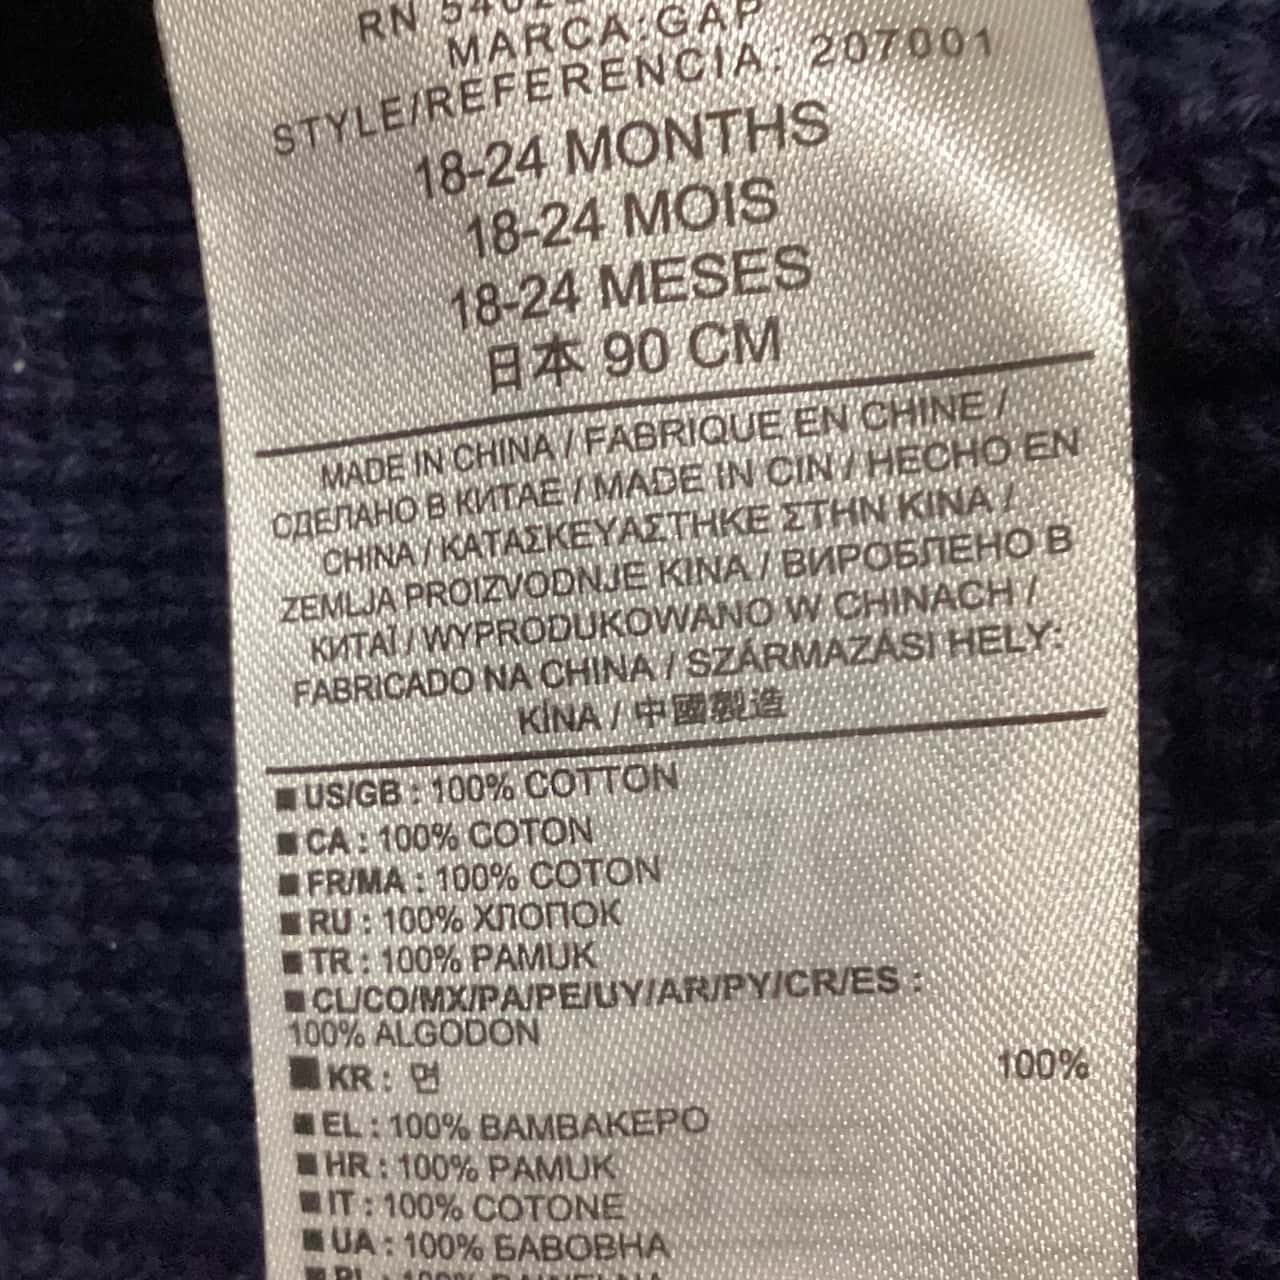 RN
MARCA:GAP
STYLE/REFERENCIA: 207001
18-24 MONTHS
18-24 MOIS
18-24 MESES
日本 90 CM
MADE IN CHINA / FABRIQUE EN CHINE /
СДЕЛАНО В КИТАЕ / MADE IN CIN / HECHO EN
CHINA / ΚΑΤΑΣΚΕΥΑΣΤΗΚΕ ΣΤΗΝ ΚΙΝΑ /
ZEMLJA PROIZVODNJE KINA / ВИРОБЛЕНО В
КИТАЇ / WYPRODUKOWANO W CHINACH /
FABRICADO NA CHINA / SZÁRMAZÁSI HELY:
KÍNA / 中國製造
■ US/GB : 100% COTTON
■ CA : 100% COTON
■ FR/MA : 100% COTON
■ RU : 100% ХЛОПОК
■ TR : 100% PAMUK
■ CL/CO/MX/PA/PE/UY/AR/PY/CR/ES :
100% ALGODON
■ KR : 면 100%
■ EL : 100% ΒΑΜΒΑΚΕΡΟ
■ HR : 100% PAMUK
■ IT : 100% COTONE
■ UA : 100% БАВОВНА